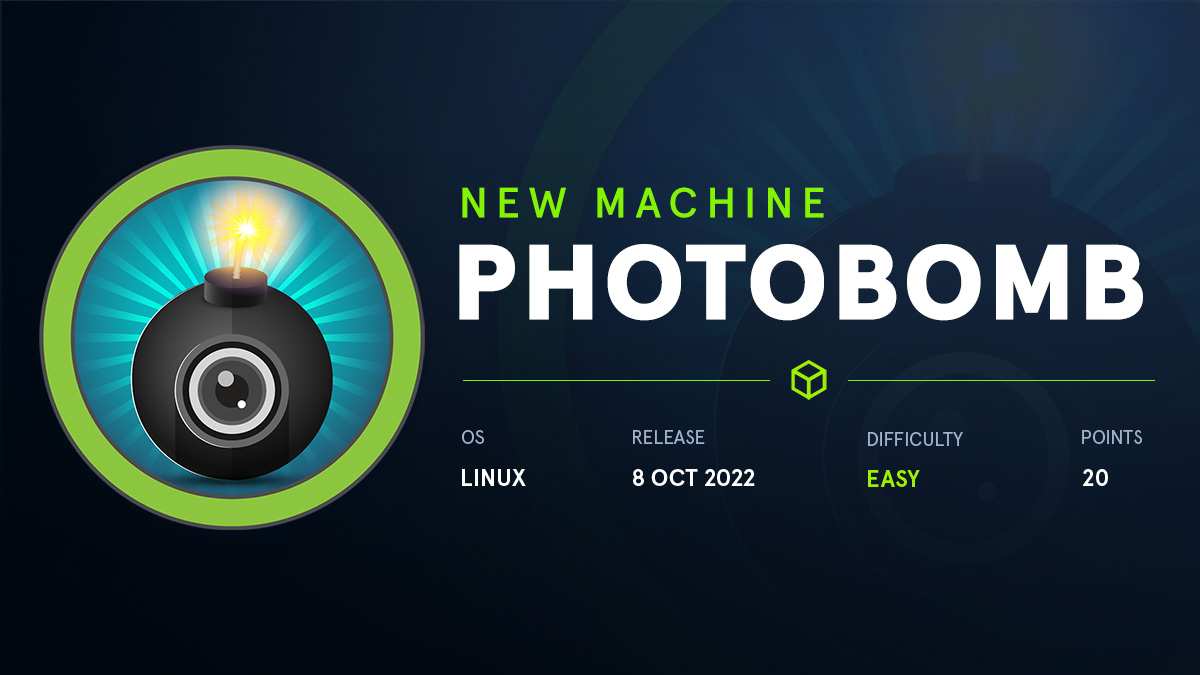 NEW MACHINE
PHOTOBOMB
OS
LINUX
RELEASE
8 OCT 2022
DIFFICULTY
EASY
POINTS
20